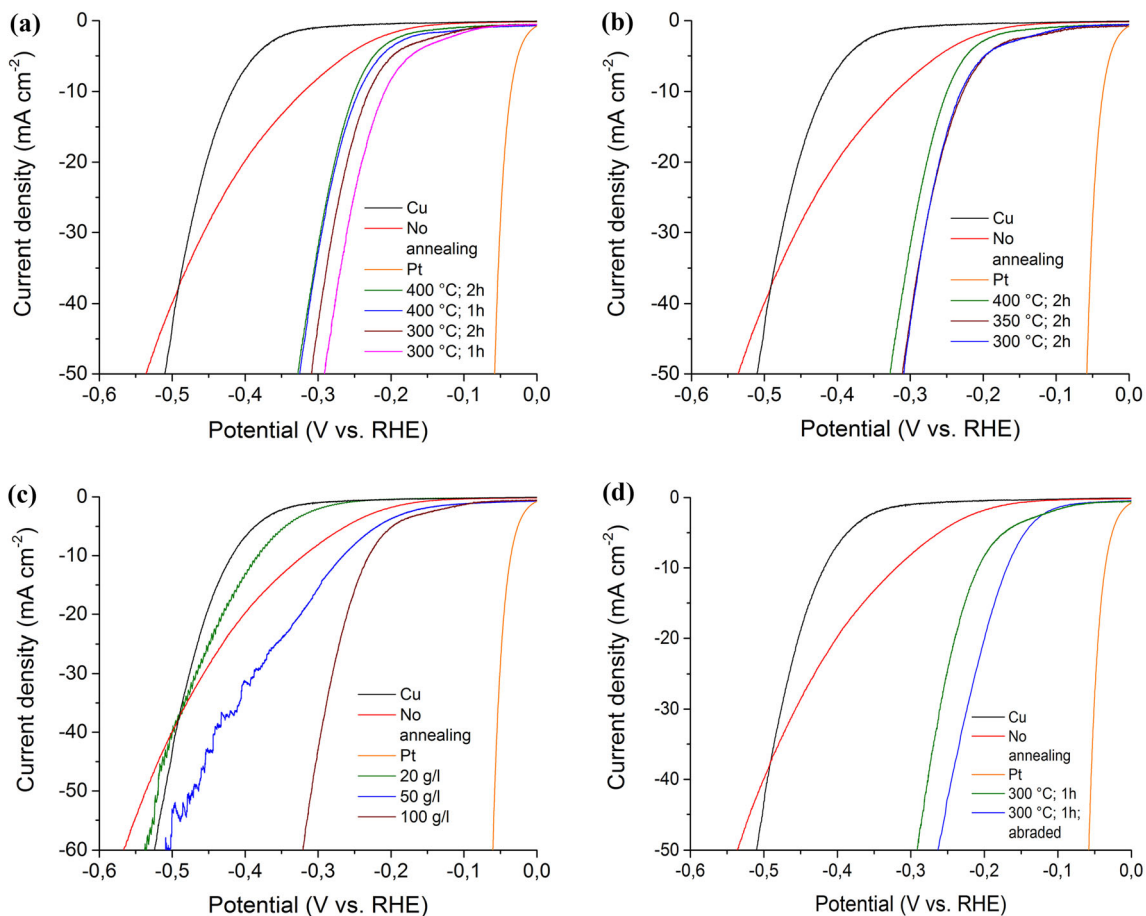 (a)
0
-10
-20
-30
-40
-50
Current density (mA cm-2)
Cu
No
annealing
Pt
400 °C; 2h
400 °C; 1h
300 °C; 2h
300 °C; 1h
-0,6 -0,5 -0,4 -0,3 -0,2 -0,1 0,0
Potential (V vs. RHE)
(b)
0
-10
-20
-30
-40
-50
Current density (mA cm-2)
Cu
No
annealing
Pt
400 °C; 2h
350 °C; 2h
300 °C; 2h
-0,6 -0,5 -0,4 -0,3 -0,2 -0,1 0,0
Potential (V vs. RHE)
(c)
0
-10
-20
-30
-40
-50
-60
Current density (mA cm-2)
Cu
No
annealing
Pt
20 g/l
50 g/l
100 g/l
-0,6 -0,5 -0,4 -0,3 -0,2 -0,1 0,0
Potential (V vs. RHE)
(d)
0
-10
-20
-30
-40
-50
Current density (mA cm-2)
Cu
No
annealing
Pt
300 °C; 1h
300 °C; 1h;
abraded
-0,6 -0,5 -0,4 -0,3 -0,2 -0,1 0,0
Potential (V vs. RHE)